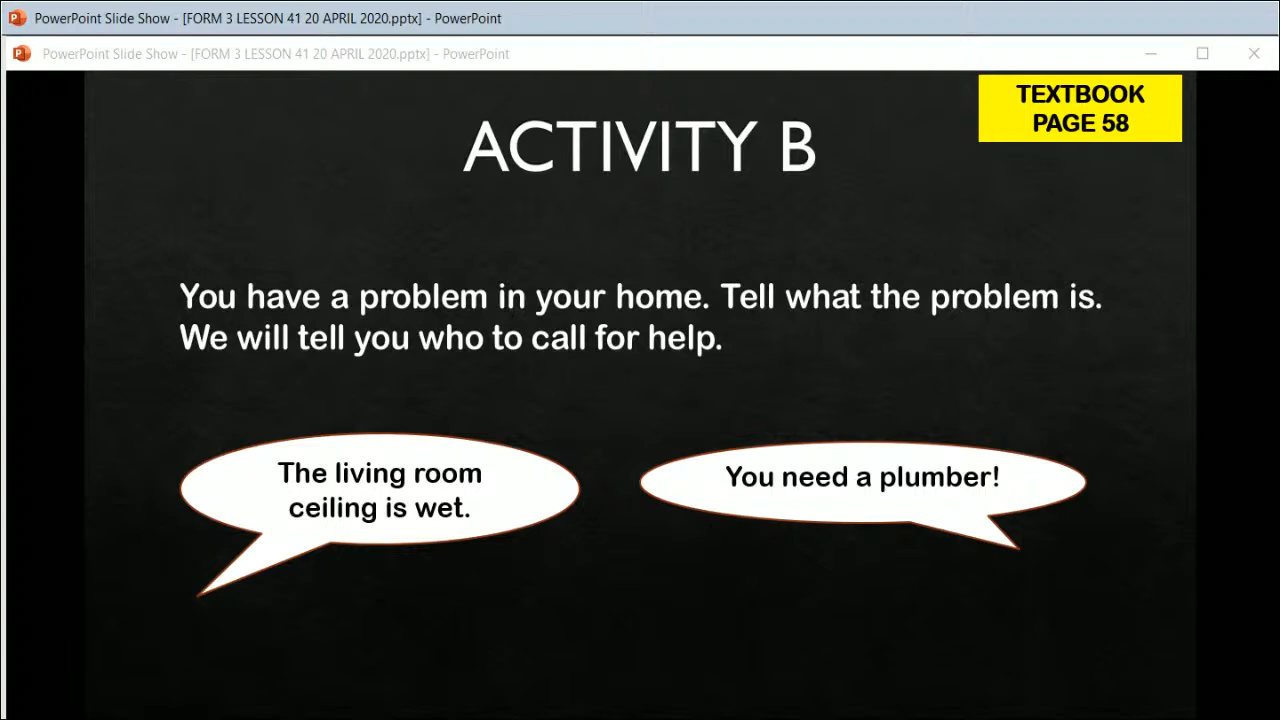 PowerPoint Slide Show - [FORM 3 LESSON 41 20 APRIL 2020.pptx] - PowerPoint
PowerPoint Slide Show - [FORM 3 LESSON 41 20 APRIL 2020.pptx] - PowerPoint
TEXTBOOK
PAGE 58
ACTIVITY B
You have a problem in your home. Tell what the problem is.
We will tell you who to call for help.
The living room
ceiling is wet.
You need a plumber!